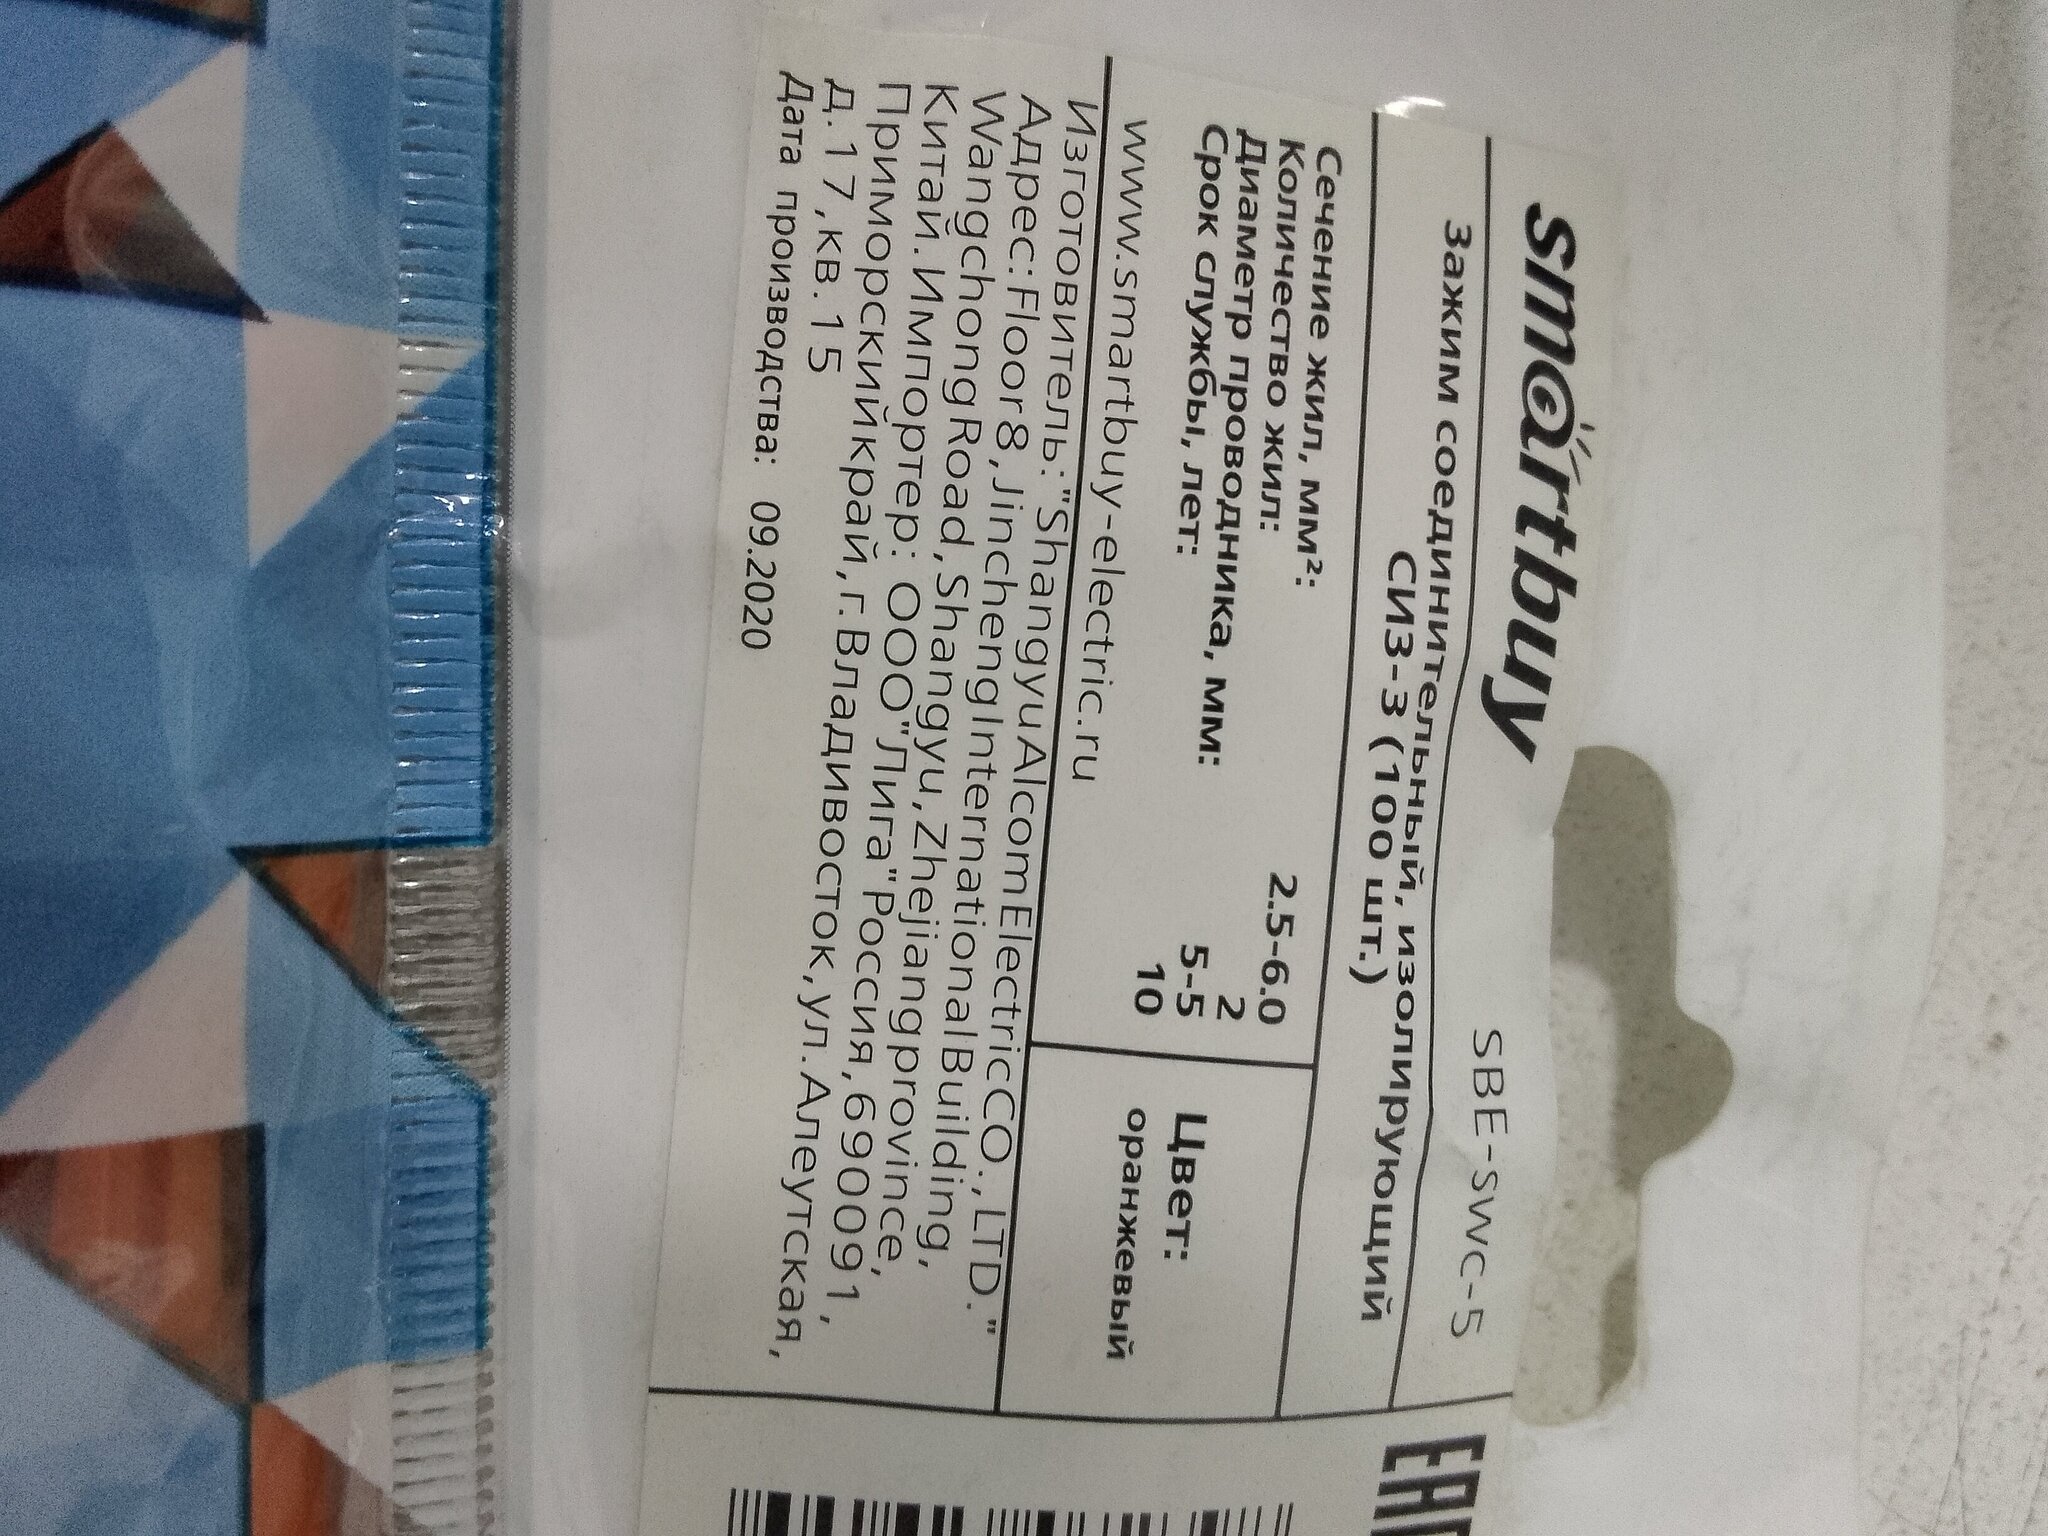 smartbuy
SBE-swc-5
Зажим соединительный, изолирующий
СИЗ-3 (100 шт.)
Сечение жил, мм²: 2.5-6.0
Количество жил: 2
Диаметр проводника, мм: 5-5
Срок службы, лет: 10
www.smartbuy-electric.ru
Цвет:
оранжевый
Изготовитель:"ShangyuAlcomElectricCO.,LTD."
Адрес:Floor8,JinchengInternationalBuilding,
WangchongRoad,Shangyu,Zhejiangprovince,
Китай.Импортер: ООО"Лига"Россия,690091,
Приморскийкрай,г.Владивосток,ул.Алеутская,
д.17,кв.15
Дата производства: 09.2020
EAC